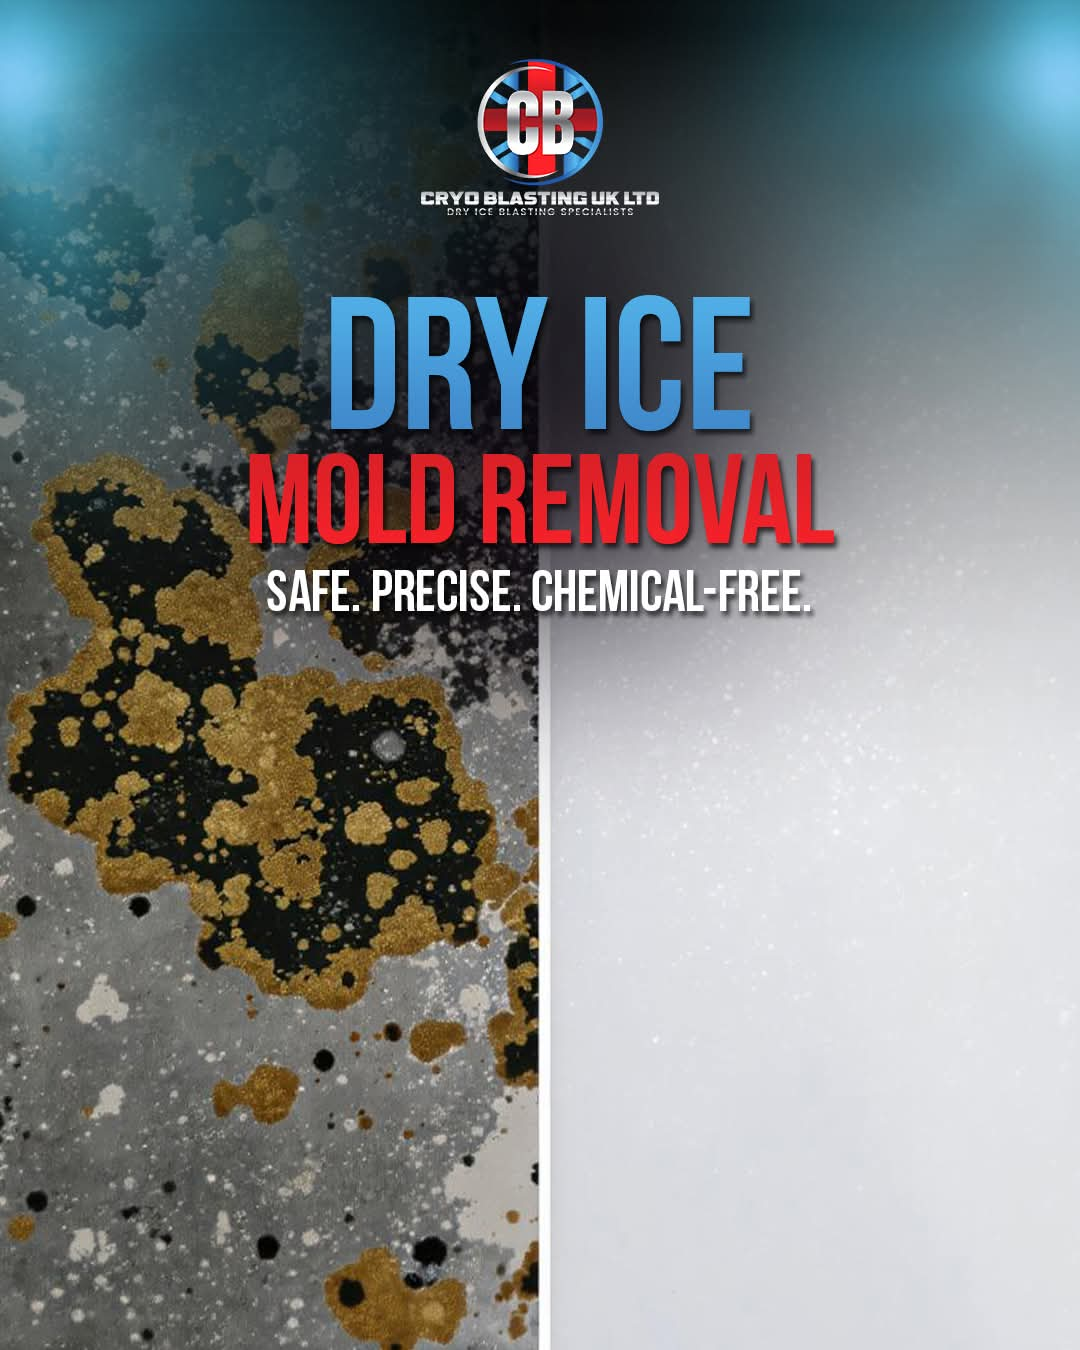 CB
CRYO BLASTING UK LTD
DRY ICE BLASTING SPECIALISTS
DRY ICE
MOLD REMOVAL
SAFE. PRECISE. CHEMICAL-FREE.